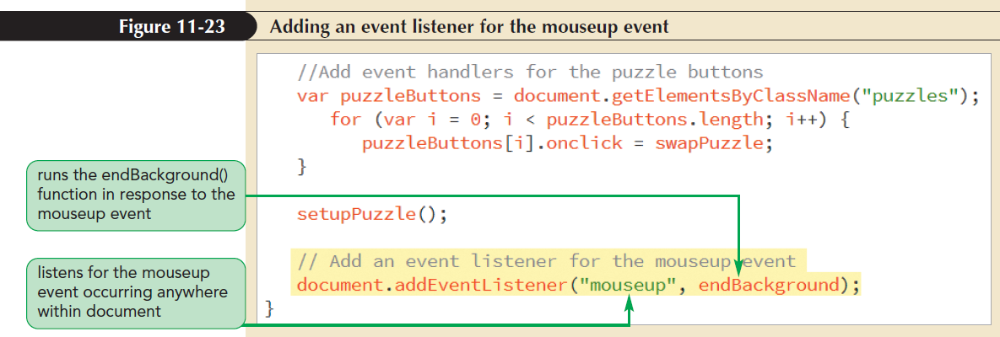 Figure 11-23
Adding an event listener for the mouseup event
//Add event handlers for the puzzle buttons
var puzzleButtons = document.getElementsByClassName("puzzles");
for (var i = 0; i < puzzleButtons.length; i++) {
puzzleButtons[i].onclick = swapPuzzle;
}
runs the endBackground()
function in response to the
mouseup event
setupPuzzle();
// Add an event listener for the mouseup event
document.addEventListener("mouseup", endBackground);
}
listens for the mouseup
event occurring anywhere
within document